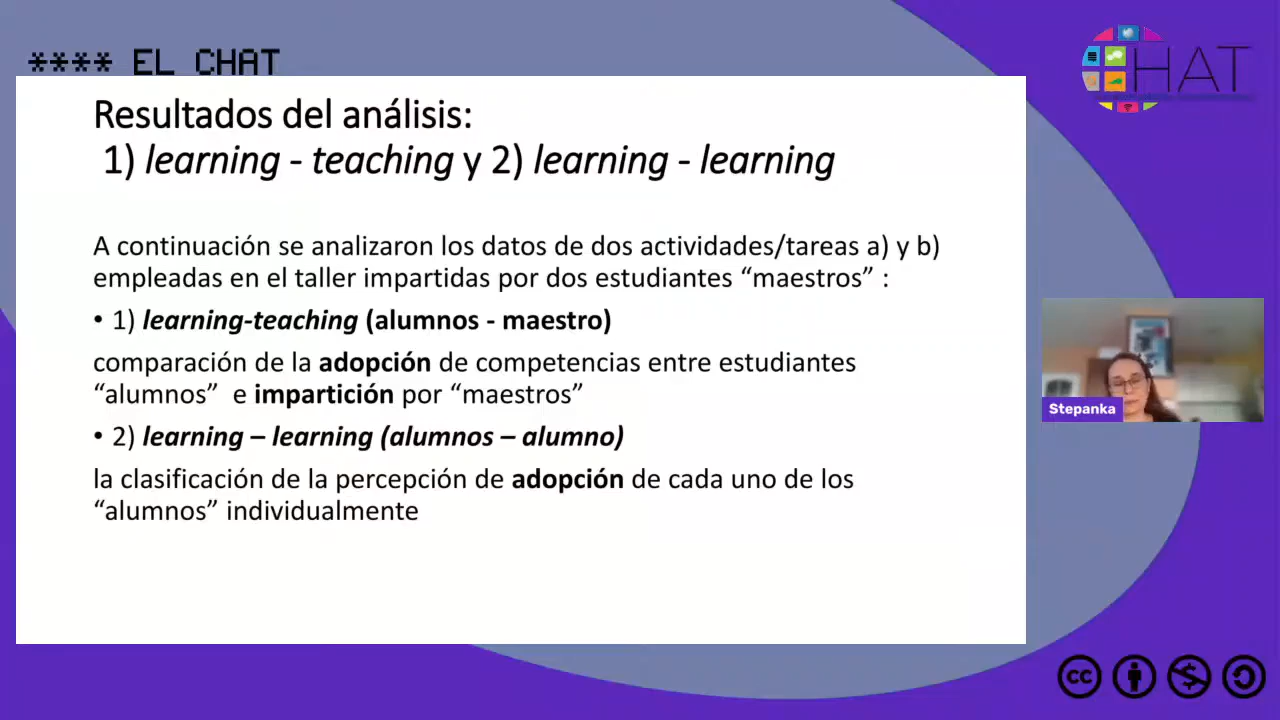 **** EL CHAT
HAT
Resultados del análisis:
1) learning - teaching y 2) learning - learning
A continuación se analizaron los datos de dos actividades/tareas a) y b)
empleadas en el taller impartidas por dos estudiantes “maestros” :
• 1) learning-teaching (alumnos - maestro)
comparación de la adopción de competencias entre estudiantes
“alumnos”  e impartición por “maestros”
• 2) learning – learning (alumnos – alumno)
la clasificación de la percepción de adopción de cada uno de los
“alumnos” individualmente
Stepanka
cc